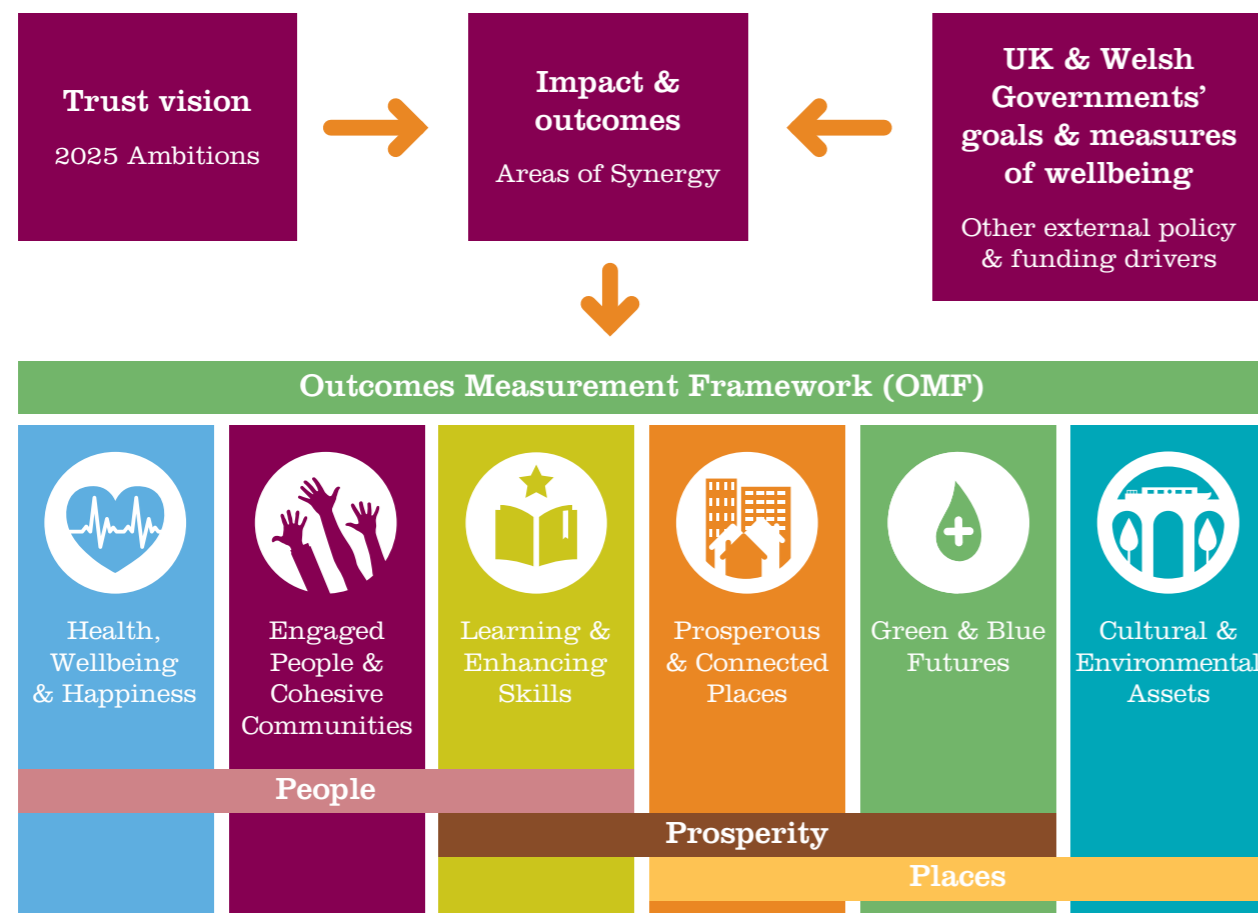 Trust vision
2025 Ambitions
Impact &
outcomes
Areas of Synergy
UK & Welsh
Governments’
goals & measures
of wellbeing
Other external policy
& funding drivers
Outcomes Measurement Framework (OMF)
Health,
Wellbeing
& Happiness
Engaged
People &
Cohesive
Communities
Learning &
Enhancing
Skills
Prosperous
& Connected
Places
Green & Blue
Futures
Cultural &
Environmental
Assets
People
Prosperity
Places